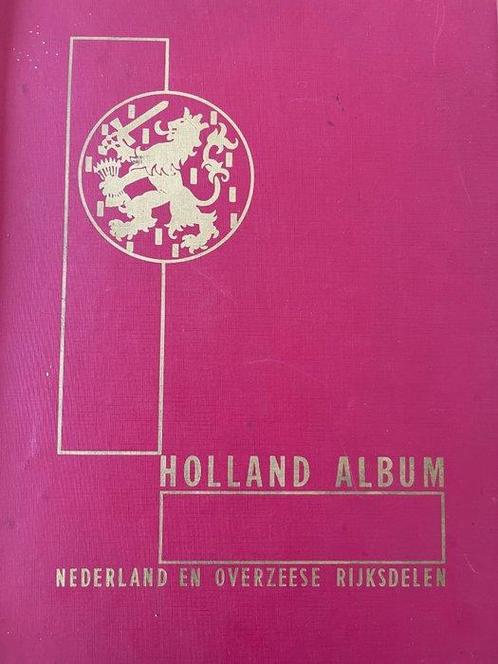 HOLLAND ALBUM
NEDERLAND EN OVERZEESE RIJKSDELEN